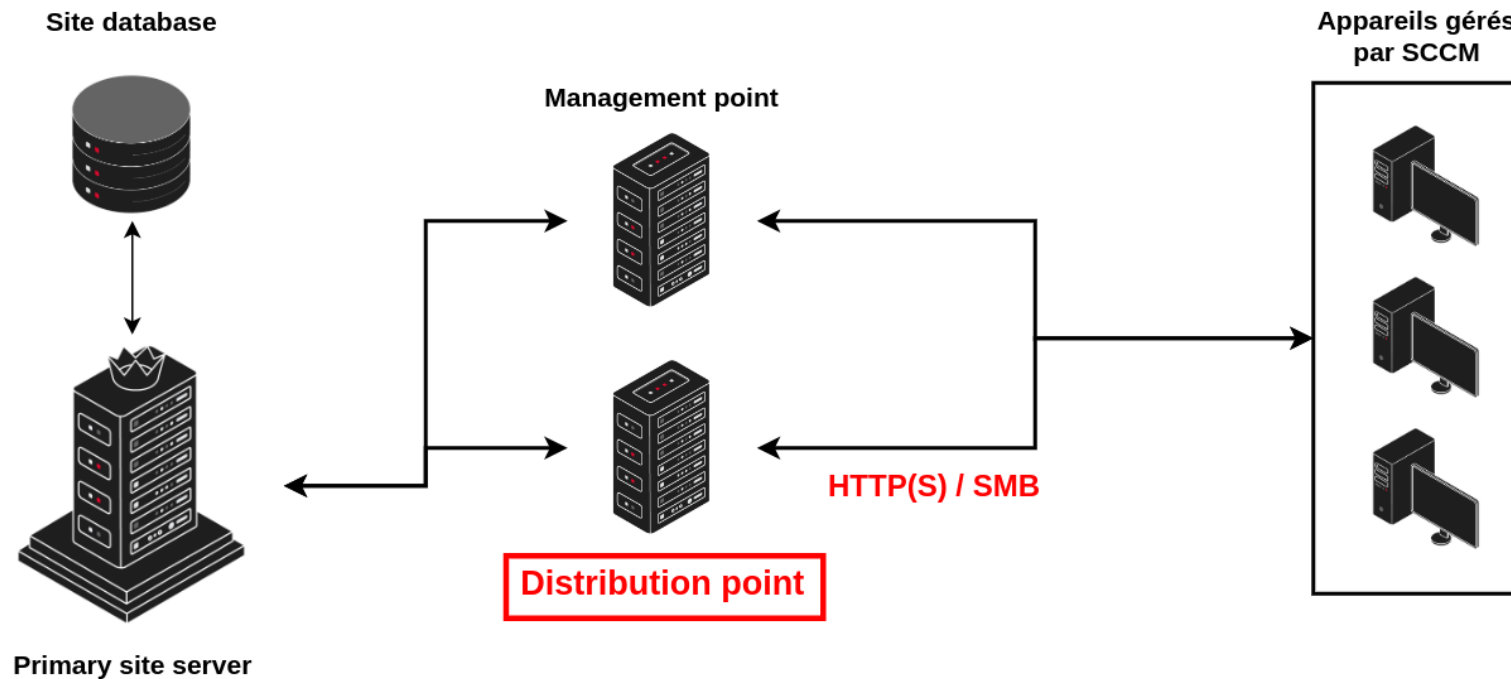 Site database
Management point
Appareils gérés
par SCCM
HTTP(S) / SMB
Distribution point
Primary site server